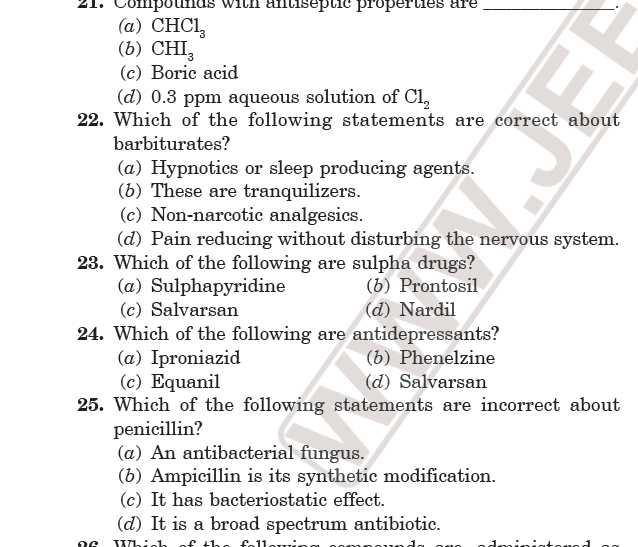 21. Compounds with antiseptic properties are ____________.
(a) CHCl₃
(b) CHI₃
(c) Boric acid
(d) 0.3 ppm aqueous solution of Cl₂
22. Which of the following statements are correct about
barbiturates?
(a) Hypnotics or sleep producing agents.
(b) These are tranquilizers.
(c) Non-narcotic analgesics.
(d) Pain reducing without disturbing the nervous system.
23. Which of the following are sulpha drugs?
(a) Sulphapyridine (b) Prontosil
(c) Salvarsan (d) Nardil
24. Which of the following are antidepressants?
(a) Iproniazid (b) Phenelzine
(c) Equanil (d) Salvarsan
25. Which of the following statements are incorrect about
penicillin?
(a) An antibacterial fungus.
(b) Ampicillin is its synthetic modification.
(c) It has bacteriostatic effect.
(d) It is a broad spectrum antibiotic.
26. Which of the following compounds are administered as
WWW.JEE